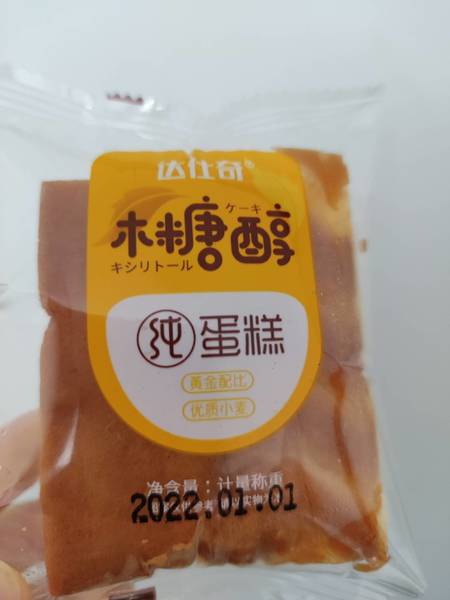 达仕奇®
ケーキ
木糖醇
キシリトール
纯蛋糕
黄金配比
优质小麦
净含量：计量称重
2022.01.01